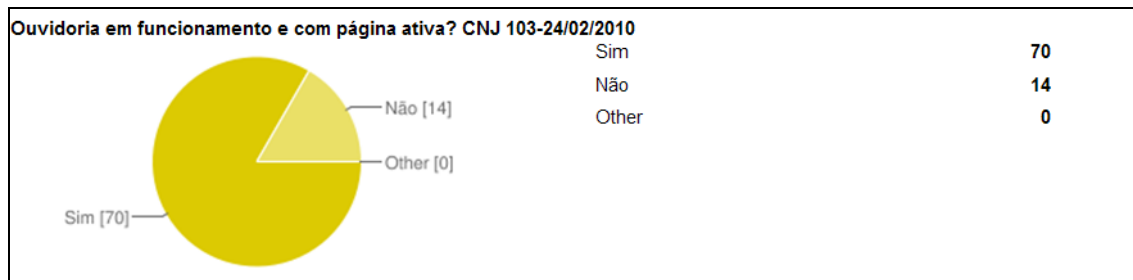 Ouvidoria em funcionamento e com página ativa? CNJ 103-24/02/2010
Sim 70
Não 14
Other 0
Não [14]
Other [0]
Sim [70]